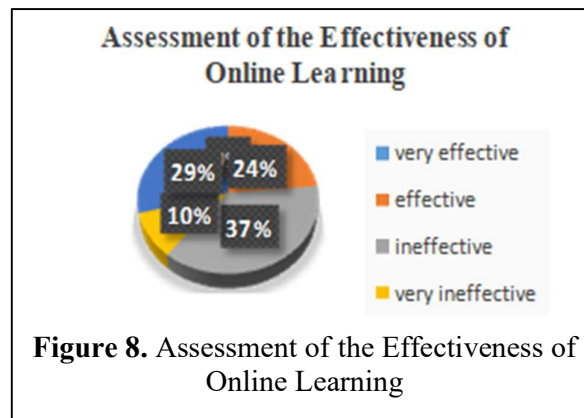 Assessment of the Effectiveness of
Online Learning
29%
24%
10%
37%
very effective
effective
ineffective
very ineffective
Figure 8. Assessment of the Effectiveness of
Online Learning